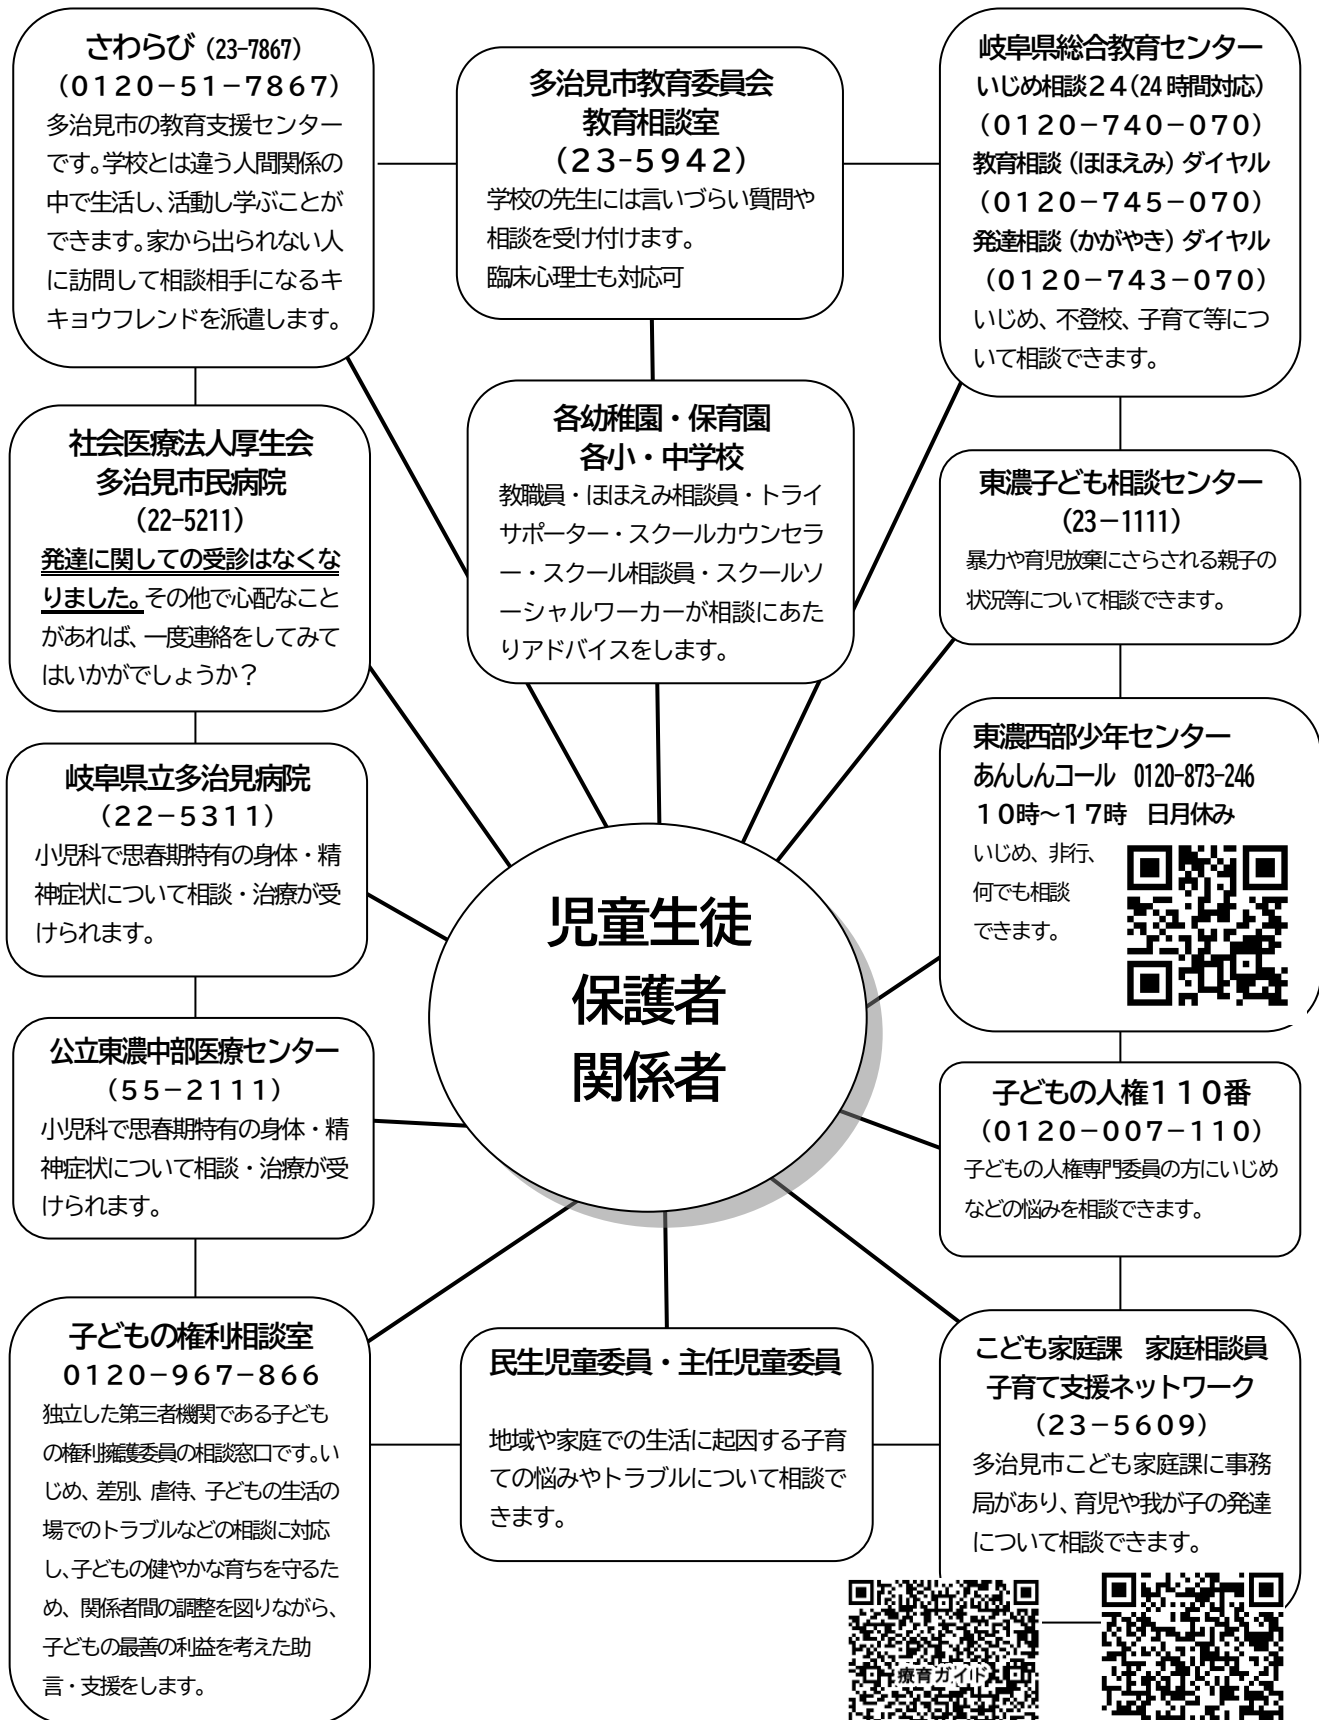 さわらび（23-7867）
（0120－51－7867）
多治見市の教育支援センター
です。学校とは違う人間関係の
中で生活し、活動し学ぶことが
できます。家から出られない人
に訪問して相談相手になるキ
キョウフレンドを派遣します。
多治見市教育委員会
教育相談室
（23-5942）
学校の先生には言いづらい質問や
相談を受け付けます。
臨床心理士も対応可
岐阜県総合教育センター
いじめ相談２４（24時間対応）
（0120－740－070）
教育相談（ほほえみ）ダイヤル
（0120－745－070）
発達相談（かがやき）ダイヤル
（0120－743－070）
いじめ、不登校、子育て等につ
いて相談できます。
社会医療法人厚生会
多治見市民病院
（22-5211）
発達に関しての受診はなくな
りました。その他で心配なこと
があれば、一度連絡をしてみて
はいかがでしょうか？
各幼稚園・保育園
各小・中学校
教職員・ほほえみ相談員・トライ
サポーター・スクールカウンセラ
ー・スクール相談員・スクールソ
ーシャルワーカーが相談にあた
りアドバイスをします。
東濃子ども相談センター
（23－1111）
暴力や育児放棄にさらされる親子の
状況等について相談できます。
岐阜県立多治見病院
（22－5311）
小児科で思春期特有の身体・精
神症状について相談・治療が受
けられます。
東濃西部少年センター
あんしんコール　0120-873-246
１０時～１７時　日月休み
いじめ、非行、
何でも相談
できます。
児童生徒
保護者
関係者
公立東濃中部医療センター
（55－2111）
小児科で思春期特有の身体・精
神症状について相談・治療が受
けられます。
子どもの人権１１０番
（0120－007－110）
子どもの人権専門委員の方にいじめ
などの悩みを相談できます。
子どもの権利相談室
0120－967－866
独立した第三者機関である子ども
の権利擁護委員の相談窓口です。い
じめ、差別、虐待、子どもの生活の
場でのトラブルなどの相談に対応
し、子どもの健やかな育ちを守るた
め、関係者間の調整を図りながら、
子どもの最善の利益を考えた助
言・支援をします。
民生児童委員・主任児童委員
地域や家庭での生活に起因する子育
ての悩みやトラブルについて相談で
きます。
こども家庭課　家庭相談員
子育て支援ネットワーク
（23－5609）
多治見市こども家庭課に事務
局があり、育児や我が子の発達
について相談できます。
療育ガイド